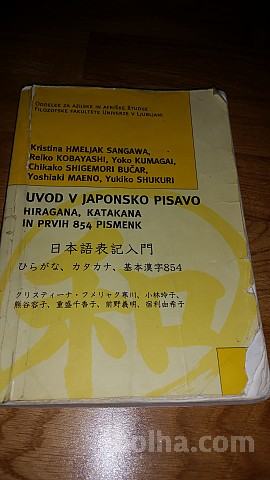 ODDELEK ZA AZIJSKE IN AFRIŠKE ŠTUDIJE
FILOZOFSKE FAKULTETE UNIVERZE V LJUBLJANI
Kristina HMELJAK SANGAWA,
Reiko KOBAYASHI, Yoko KUMAGAI,
Chikako SHIGEMORI BUČAR,
Yoshiaki MAENO, Yukiko SHUKURI
UVOD V JAPONSKO PISAVO
HIRAGANA, KATAKANA
IN PRVIH 854 PISMENK
日本語表記入門
ひらがな、カタカナ、基本漢字854
クリスティーナ・フメリャク寒川、小林玲子、
熊谷容子、重盛千香子、前野義明、宿利由希子
bolha.com